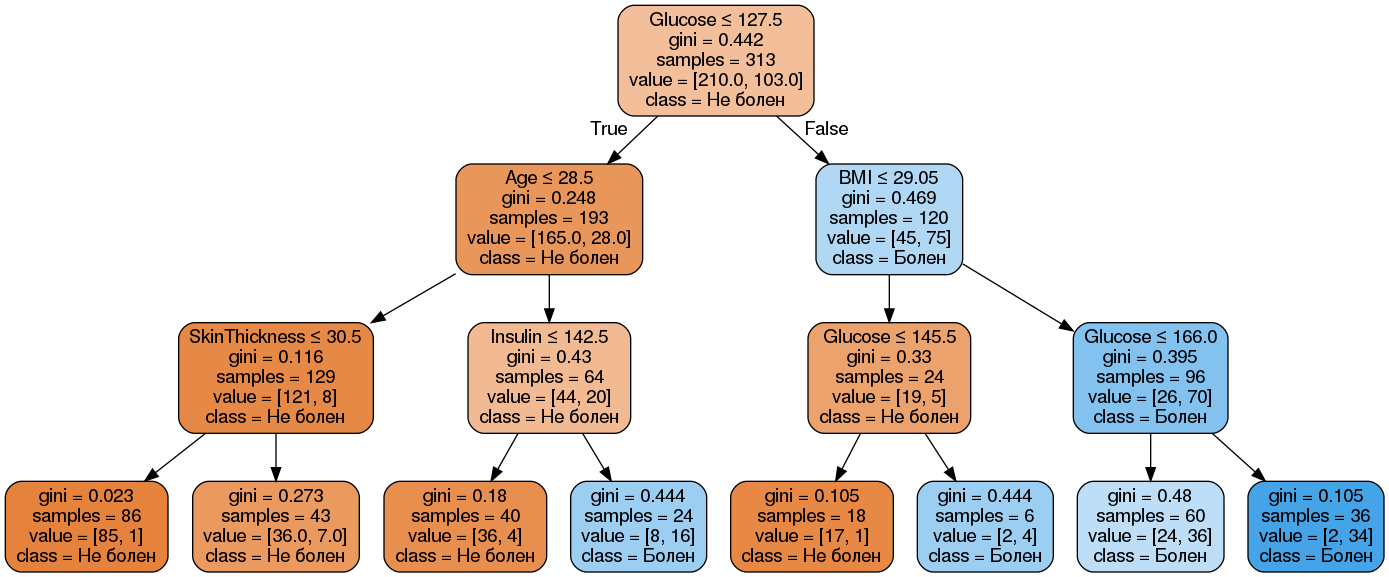 Glucose ≤ 127.5
gini = 0.442
samples = 313
value = [210.0, 103.0]
class = Не болен
True
False
Age ≤ 28.5
gini = 0.248
samples = 193
value = [165.0, 28.0]
class = Не болен
BMI ≤ 29.05
gini = 0.469
samples = 120
value = [45, 75]
class = Болен
SkinThickness ≤ 30.5
gini = 0.116
samples = 129
value = [121, 8]
class = Не болен
Insulin ≤ 142.5
gini = 0.43
samples = 64
value = [44, 20]
class = Не болен
Glucose ≤ 145.5
gini = 0.33
samples = 24
value = [19, 5]
class = Не болен
Glucose ≤ 166.0
gini = 0.395
samples = 96
value = [26, 70]
class = Болен
gini = 0.023
samples = 86
value = [85, 1]
class = Не болен
gini = 0.273
samples = 43
value = [36.0, 7.0]
class = Не болен
gini = 0.18
samples = 40
value = [36, 4]
class = Не болен
gini = 0.444
samples = 24
value = [8, 16]
class = Болен
gini = 0.105
samples = 18
value = [17, 1]
class = Не болен
gini = 0.444
samples = 6
value = [2, 4]
class = Болен
gini = 0.48
samples = 60
value = [24, 36]
class = Болен
gini = 0.105
samples = 36
value = [2, 34]
class = Болен